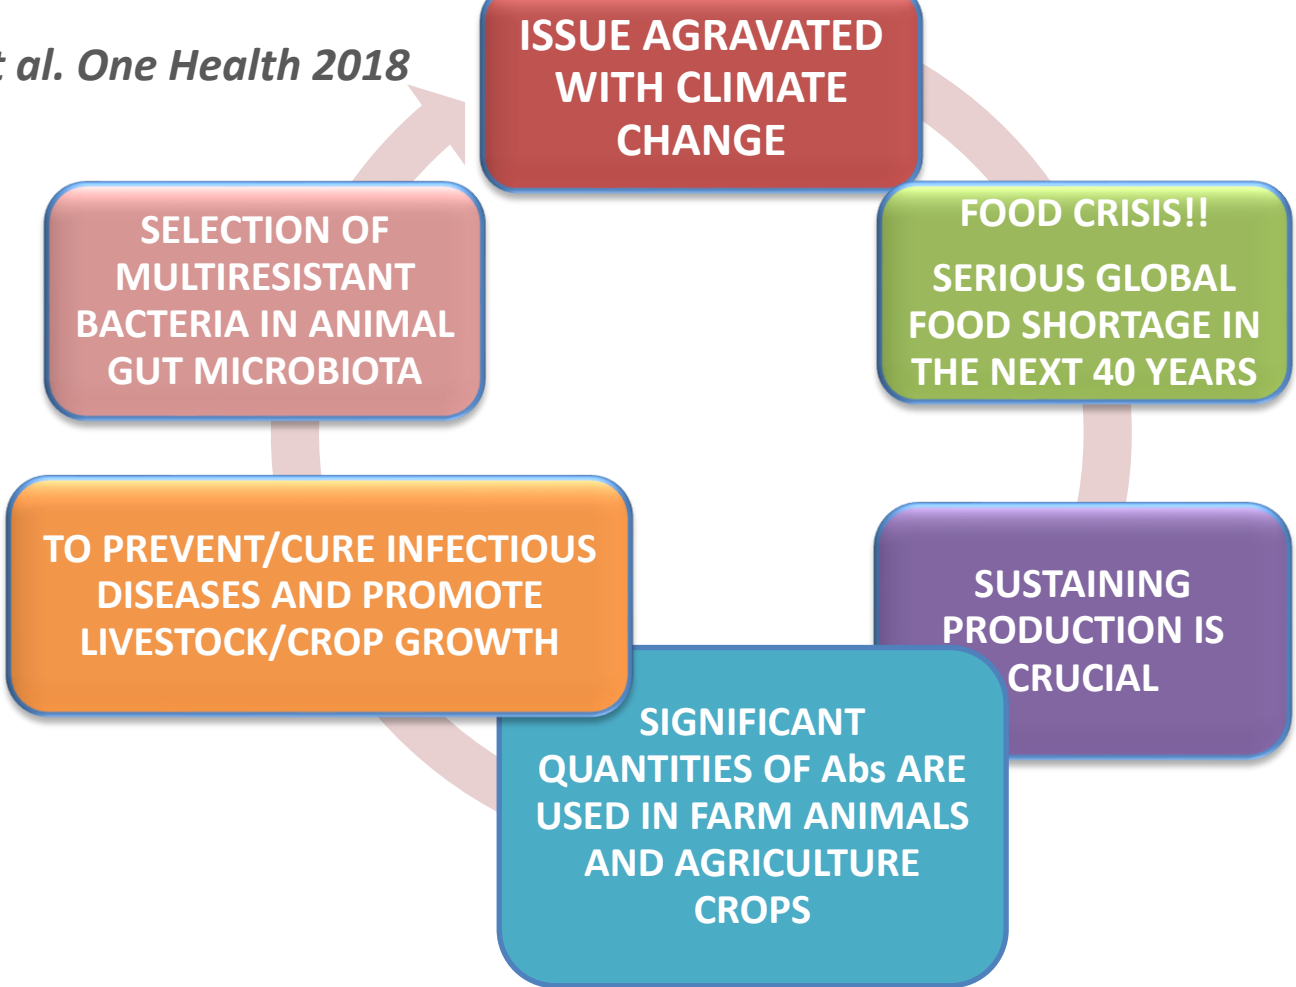 t al. One Health 2018
ISSUE AGRAVATED
WITH CLIMATE
CHANGE
FOOD CRISIS!!
SERIOUS GLOBAL
FOOD SHORTAGE IN
THE NEXT 40 YEARS
SUSTAINING
PRODUCTION IS
CRUCIAL
SIGNIFICANT
QUANTITIES OF Abs ARE
USED IN FARM ANIMALS
AND AGRICULTURE
CROPS
TO PREVENT/CURE INFECTIOUS
DISEASES AND PROMOTE
LIVESTOCK/CROP GROWTH
SELECTION OF
MULTIRESISTANT
BACTERIA IN ANIMAL
GUT MICROBIOTA